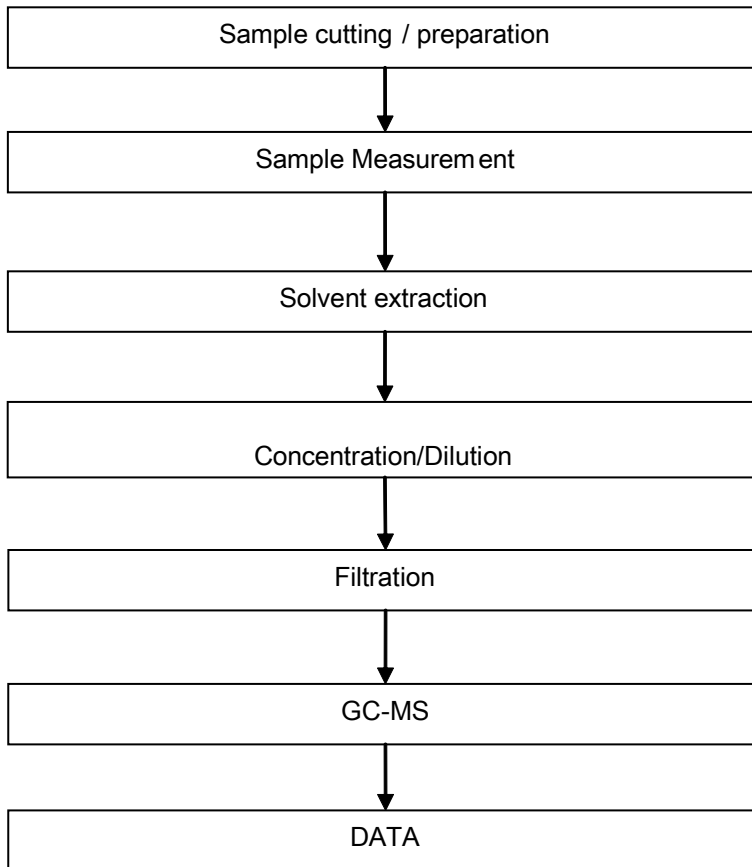 Sample cutting / preparation
Sample Measurement
Solvent extraction
Concentration/Dilution
Filtration
GC-MS
DATA